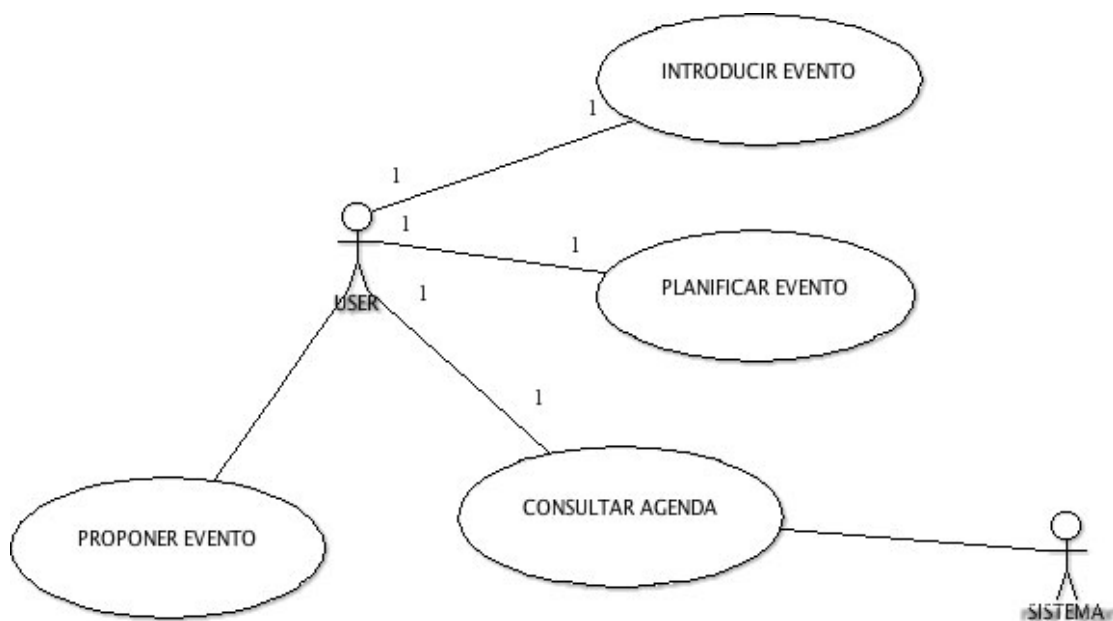 INTRODUCIR EVENTO
1
1
1
1
PLANIFICAR EVENTO
USER
1
1
CONSULTAR AGENDA
PROPONER EVENTO
SISTEMA